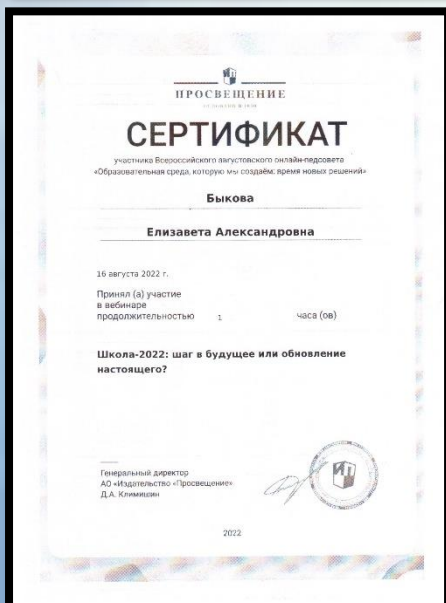 ПРОСВЕЩЕНИЕ
СЕРТИФИКАТ
участника Всероссийского августовского онлайн-педсовета
«Образовательная среда, которую мы создаём: время новых решений»
Быкова
Елизавета Александровна
16 августа 2022 г.
Принял (а) участие
в вебинаре
продолжительностью 1 часа (ов)
Школа-2022: шаг в будущее или обновление
настоящего?
Генеральный директор
АО «Издательство «Просвещение»
Д.А. Климишин
2022